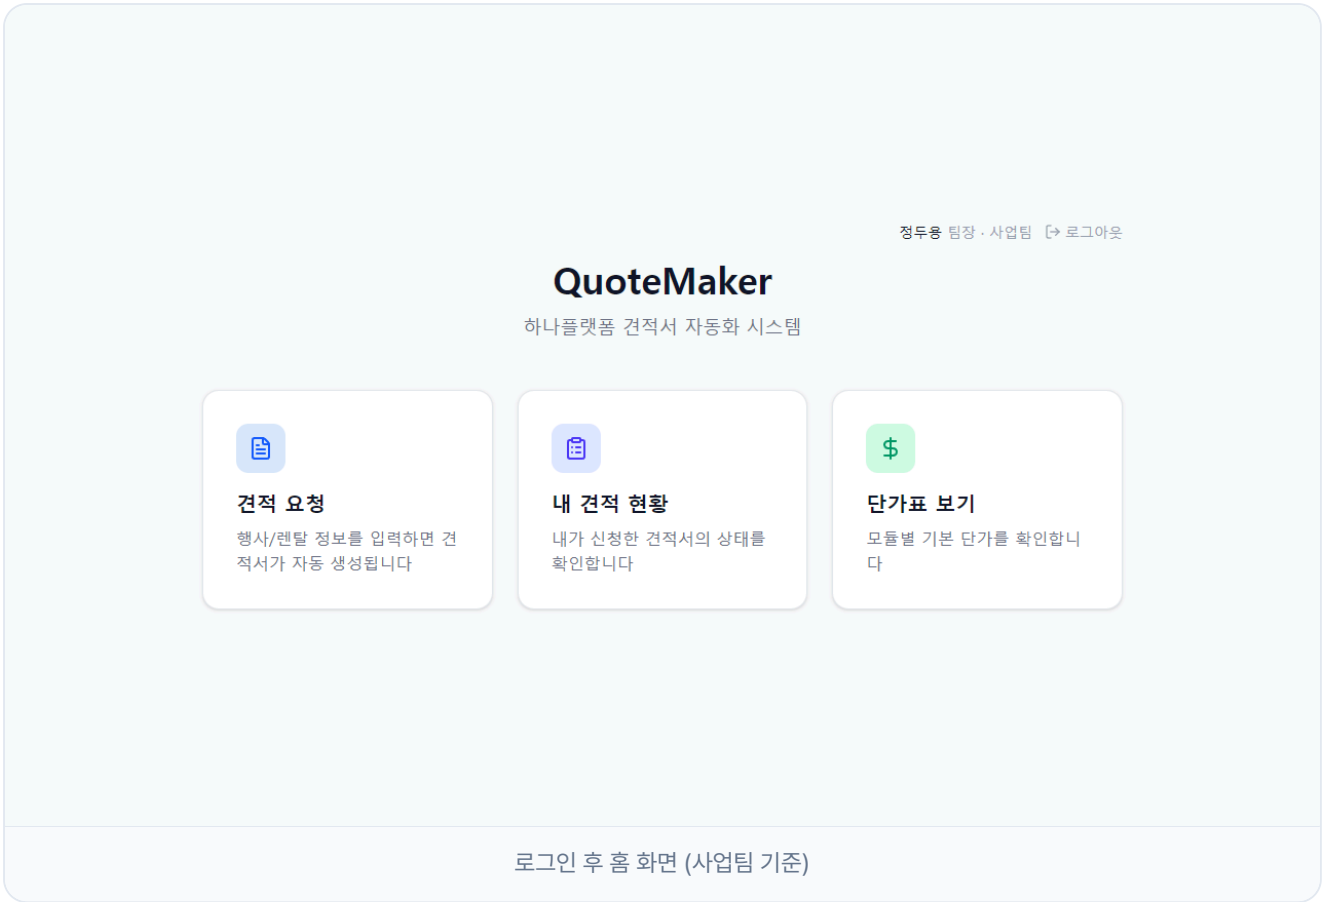 정두용 팀장 · 사업팀 로그아웃
QuoteMaker
하나플랫폼 견적서 자동화 시스템
견적 요청
행사/렌탈 정보를 입력하면 견
적서가 자동 생성됩니다
내 견적 현황
내가 신청한 견적서의 상태를
확인합니다
단가표 보기
모듈별 기본 단가를 확인합니
다
로그인 후 홈 화면 (사업팀 기준)